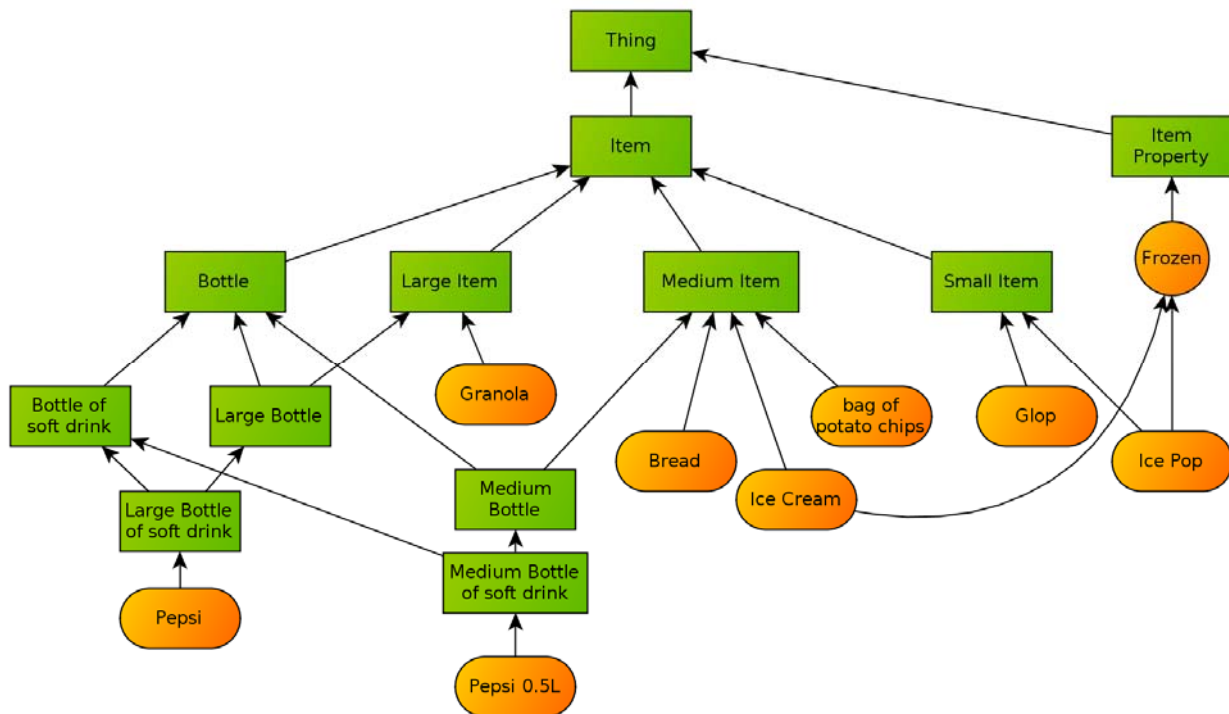 Thing
Item
Item
Property
Bottle
Large Item
Medium Item
Small Item
Frozen
Bottle of
soft drink
Large Bottle
Granola
bag of
potato chips
Glop
Bread
Ice Cream
Ice Pop
Large Bottle
of soft drink
Medium
Bottle
Medium Bottle
of soft drink
Pepsi
Pepsi 0.5L